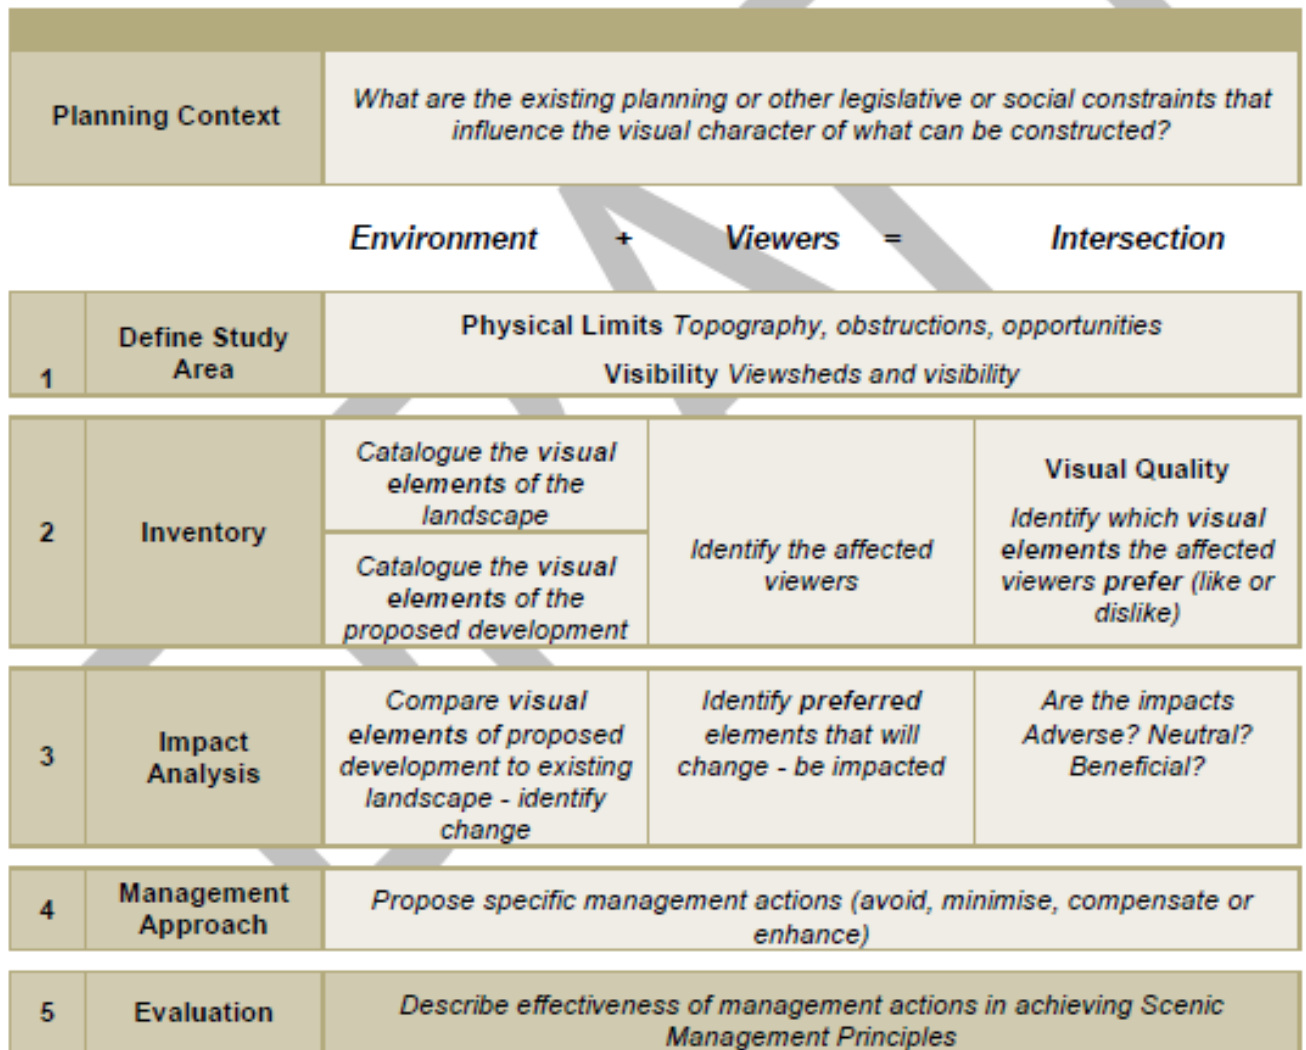 Planning Context
What are the existing planning or other legislative or social constraints that
influence the visual character of what can be constructed?
Environment + Viewers = Intersection
1
Define Study
Area
Physical Limits Topography, obstructions, opportunities
Visibility Viewsheds and visibility
2
Inventory
Catalogue the visual
elements of the
landscape
Catalogue the visual
elements of the
proposed development
Identify the affected
viewers
Visual Quality
Identify which visual
elements the affected
viewers prefer (like or
dislike)
3
Impact
Analysis
Compare visual
elements of proposed
development to existing
landscape - identify
change
Identify preferred
elements that will
change - be impacted
Are the impacts
Adverse? Neutral?
Beneficial?
4
Management
Approach
Propose specific management actions (avoid, minimise, compensate or
enhance)
5
Evaluation
Describe effectiveness of management actions in achieving Scenic
Management Principles